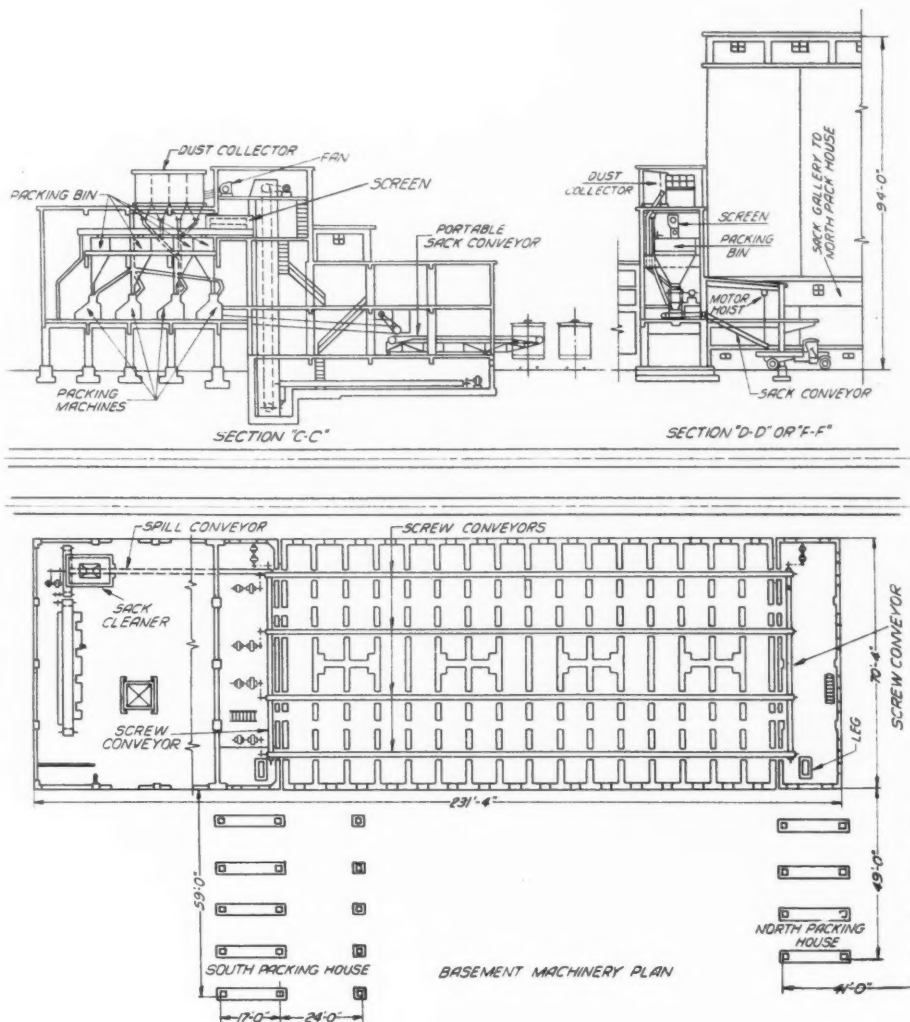 DUST COLLECTOR
FAN
PACKING BIN
SCREEN
PORTABLE
SACK CONVEYOR
PACKING
MACHINES
SECTION "C-C"
DUST
COLLECTOR
SCREEN
PACKING
BIN
MOTOR
HOIST
SACK GALLERY TO
NORTH PACK HOUSE
94'-0"
SACK CONVEYOR
SECTION "D-D" OR "F-F"
SPILL CONVEYOR
SCREW CONVEYORS
SACK
CLEANER
SCREW
CONVEYOR
SCREW CONVEYOR
70'-4"
LEG
231'-4"
59'-0"
49'-0"
SOUTH PACKING HOUSE
BASEMENT MACHINERY PLAN
NORTH PACKING
HOUSE
17'-0"
24'-0"
41'-0"